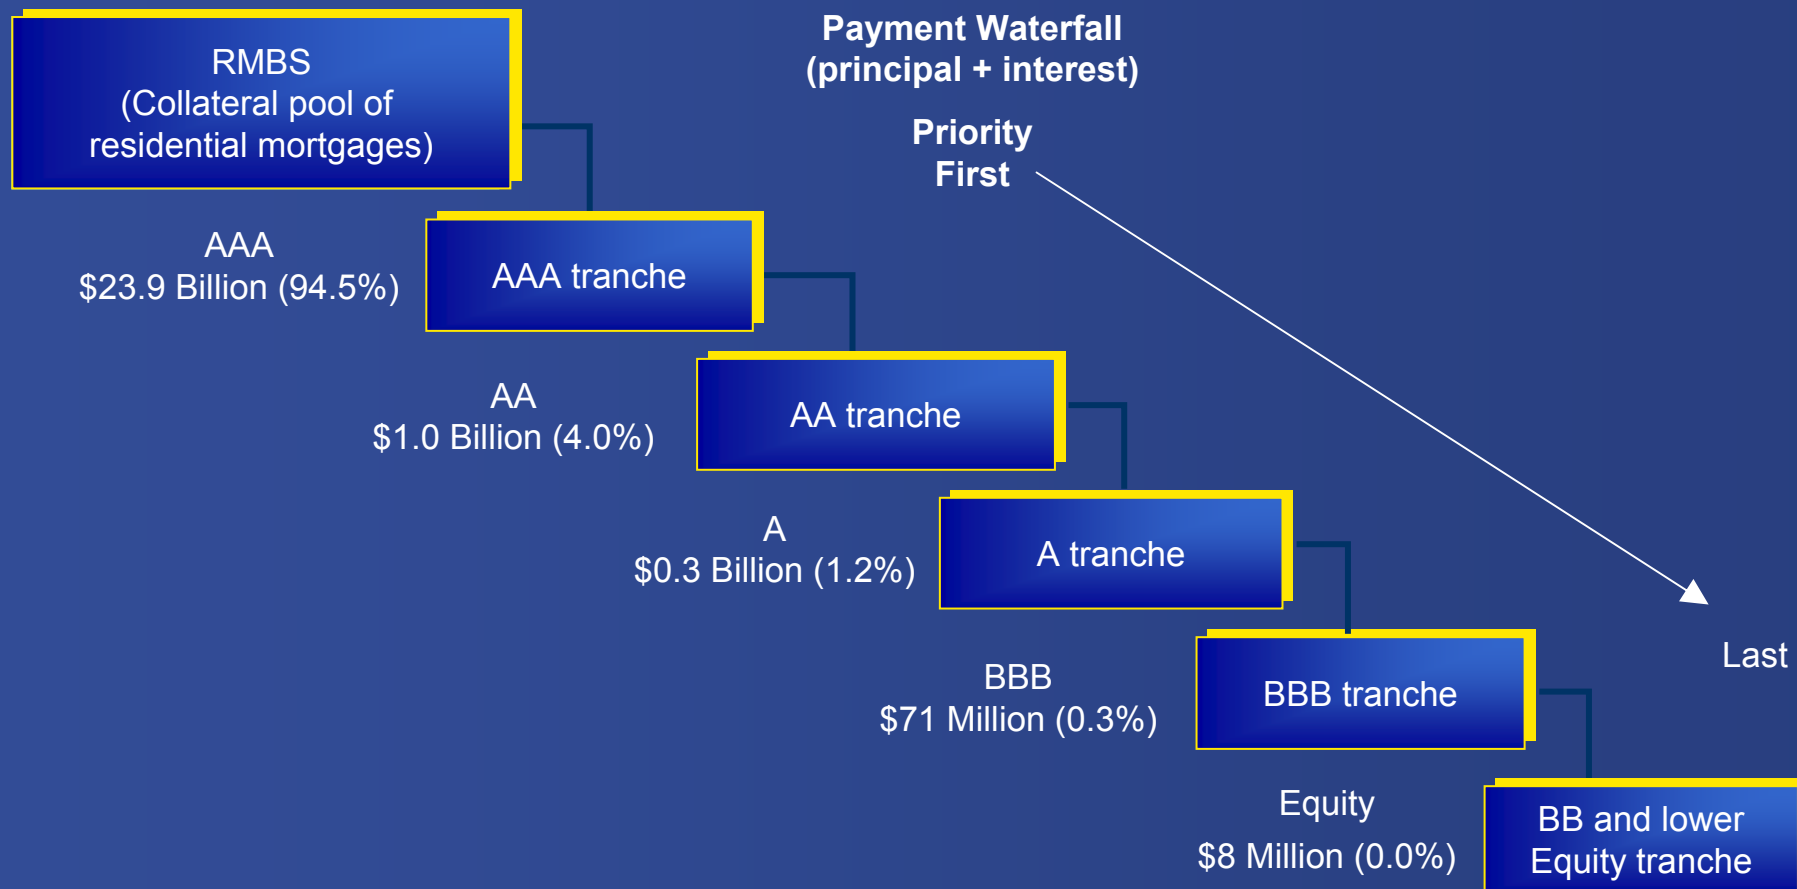 RMBS
(Collateral pool of
residential mortgages)
Payment Waterfall
(principal + interest)
Priority
First
AAA
$23.9 Billion (94.5%)
AAA tranche
AA
$1.0 Billion (4.0%)
AA tranche
A
$0.3 Billion (1.2%)
A tranche
BBB
$71 Million (0.3%)
BBB tranche
Last
Equity
$8 Million (0.0%)
BB and lower
Equity tranche